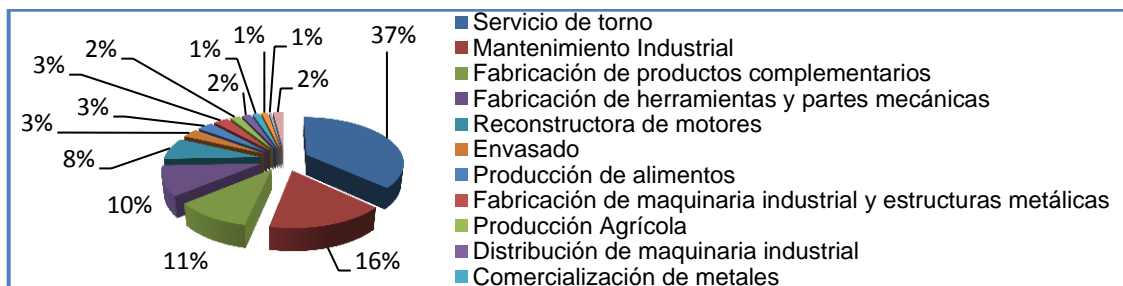 1%
1%
1%
37%
2%
2%
2%
3%
3%
3%
8%
10%
11%
16%
Servicio de torno
Mantenimiento Industrial
Fabricación de productos complementarios
Fabricación de herramientas y partes mecánicas
Reconstructora de motores
Envasado
Producción de alimentos
Fabricación de maquinaria industrial y estructuras metálicas
Producción Agrícola
Distribución de maquinaria industrial
Comercialización de metales